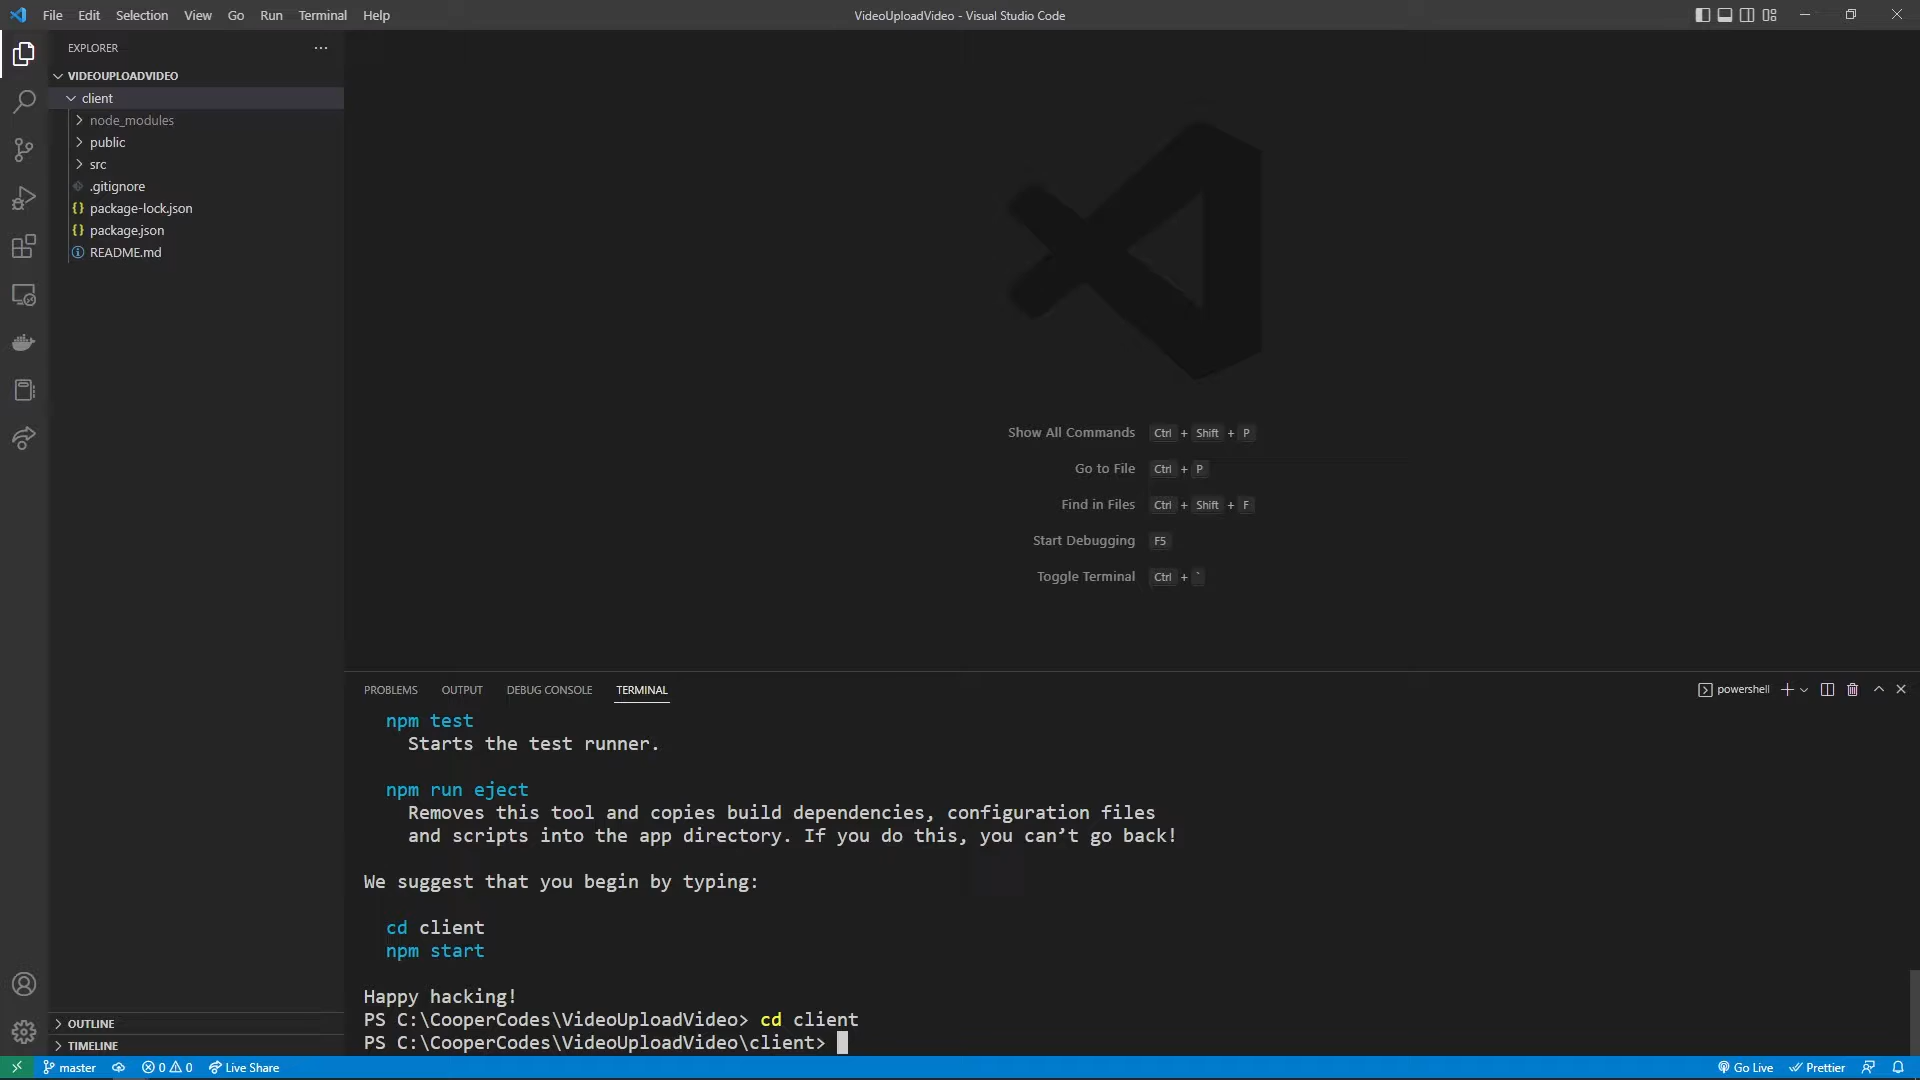 File Edit Selection View Go Run Terminal Help
VideoUploadVideo - Visual Studio Code
EXPLORER
VIDEOUPLOADVIDEO
client
node_modules
public
src
.gitignore
package-lock.json
package.json
README.md
OUTLINE
TIMELINE
Show All Commands Ctrl + Shift + P
Go to File Ctrl + P
Find in Files Ctrl + Shift + F
Start Debugging F5
Toggle Terminal Ctrl + `
PROBLEMS OUTPUT DEBUG CONSOLE TERMINAL
powershell
npm test
Starts the test runner.
npm run eject
Removes this tool and copies build dependencies, configuration files
and scripts into the app directory. If you do this, you can’t go back!
We suggest that you begin by typing:
cd client
npm start
Happy hacking!
PS C:\CooperCodes\VideoUploadVideo> cd client
PS C:\CooperCodes\VideoUploadVideo\client>
master 0 0 Live Share
Go Live Prettier